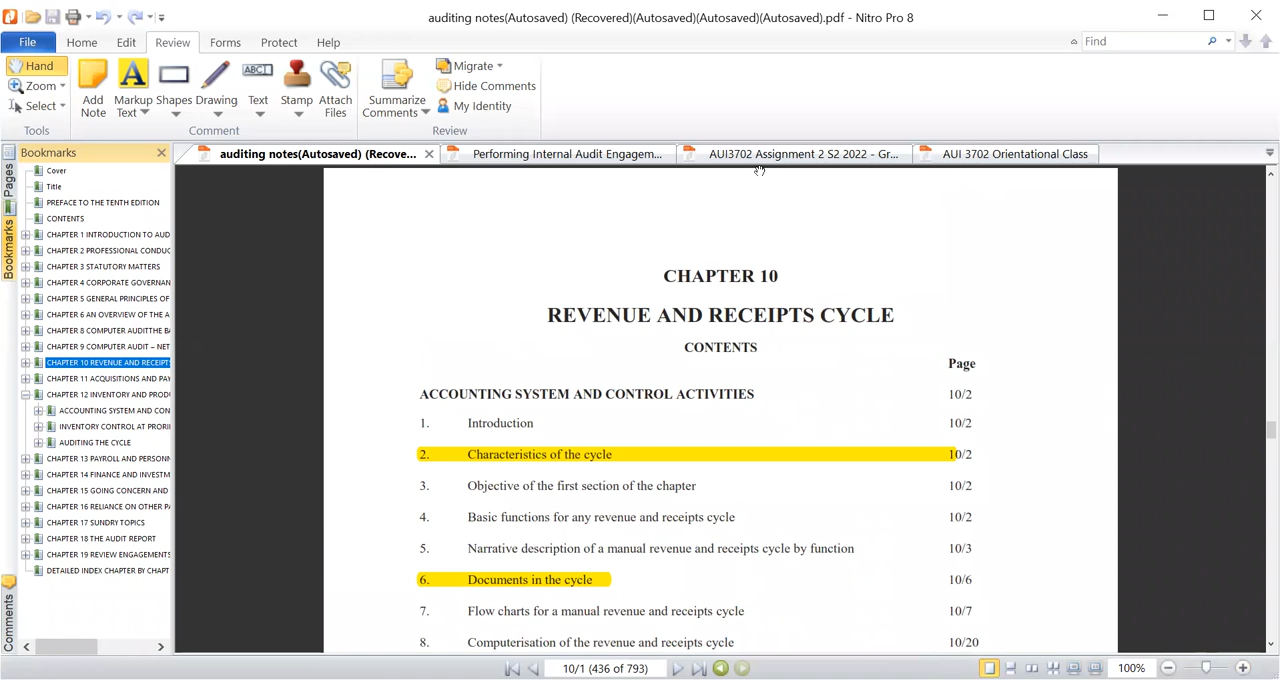 auditing notes(Autosaved) (Recovered)(Autosaved)(Autosaved)(Autosaved).pdf - Nitro Pro 8
File Home Edit Review Forms Protect Help Find
Hand
Zoom
Select
Tools
Add Note
Markup Text
Shapes
Drawing
ABCI
Text
Stamp
Attach Files
Comment
Summarize Comments
Migrate
Hide Comments
My Identity
Review
Pages
Bookmarks
Comments
Bookmarks
auditing notes(Autosaved) (Recove... Performing Internal Audit Engagem... AUI3702 Assignment 2 S2 2022 - Gr... AUI 3702 Orientational Class
Cover
Title
PREFACE TO THE TENTH EDITION
CONTENTS
CHAPTER 1 INTRODUCTION TO AUD
CHAPTER 2 PROFESSIONAL CONDUC
CHAPTER 3 STATUTORY MATTERS
CHAPTER 4 CORPORATE GOVERNAN
CHAPTER 5 GENERAL PRINCIPLES OF
CHAPTER 6 AN OVERVIEW OF THE A
CHAPTER 8 COMPUTER AUDITTHE BA
CHAPTER 9 COMPUTER AUDIT – NET
CHAPTER 10 REVENUE AND RECEIPT
CHAPTER 11 ACQUISITIONS AND PAY
CHAPTER 12 INVENTORY AND PROD
ACCOUNTING SYSTEM AND CON
INVENTORY CONTROL AT PRORI
AUDITING THE CYCLE
CHAPTER 13 PAYROLL AND PERSONN
CHAPTER 14 FINANCE AND INVESTM
CHAPTER 15 GOING CONCERN AND
CHAPTER 16 RELIANCE ON OTHER PA
CHAPTER 17 SUNDRY TOPICS
CHAPTER 18 THE AUDIT REPORT
CHAPTER 19 REVIEW ENGAGEMENTS
DETAILED INDEX CHAPTER BY CHAPT
CHAPTER 10
REVENUE AND RECEIPTS CYCLE
CONTENTS
Page
ACCOUNTING SYSTEM AND CONTROL ACTIVITIES 10/2
1. Introduction 10/2
2. Characteristics of the cycle 10/2
3. Objective of the first section of the chapter 10/2
4. Basic functions for any revenue and receipts cycle 10/2
5. Narrative description of a manual revenue and receipts cycle by function 10/3
6. Documents in the cycle 10/6
7. Flow charts for a manual revenue and receipts cycle 10/7
8. Computerisation of the revenue and receipts cycle 10/20
10/1 (436 of 793) 100%